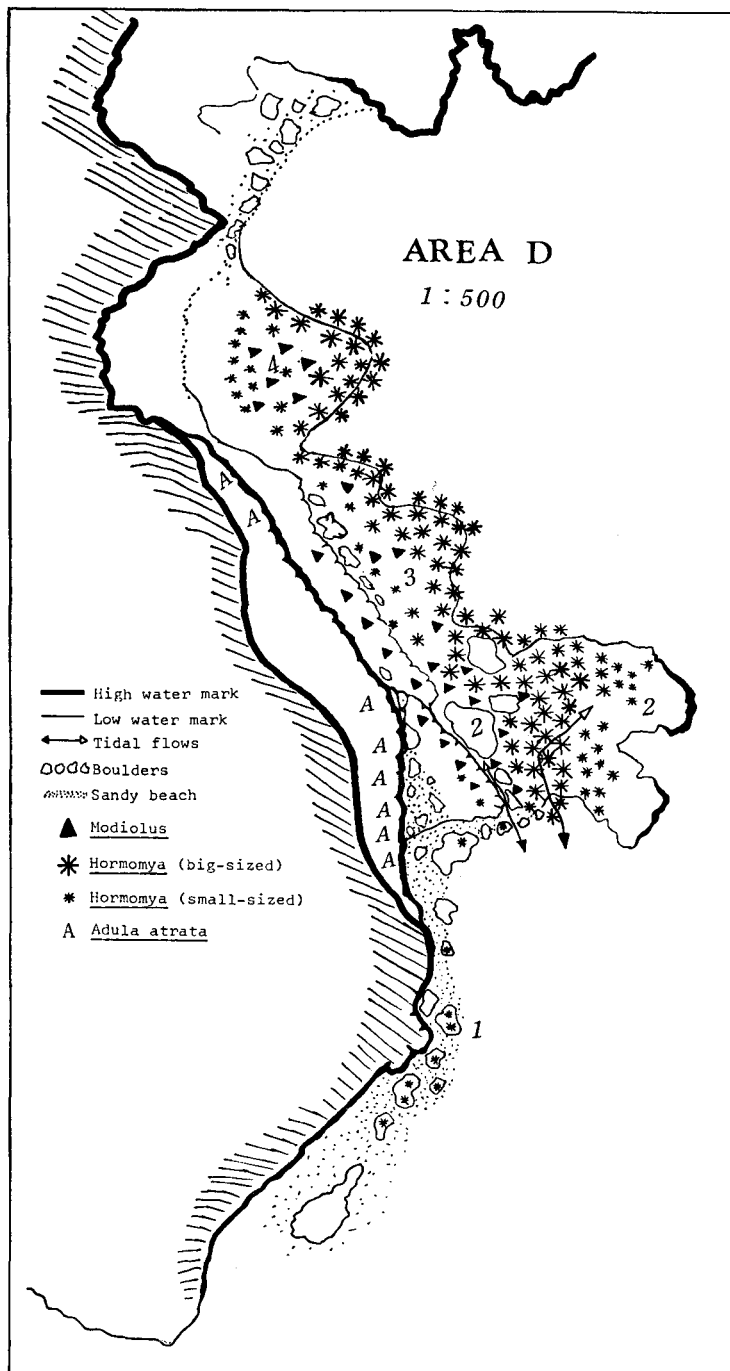 AREA D
1:500
4
A
A
3
2
2
A
A
A
A
A
A
1
High water mark
Low water mark
Tidal flows
Boulders
Sandy beach
Modiolus
Hormomya (big-sized)
Hormomya (small-sized)
A Adula atrata